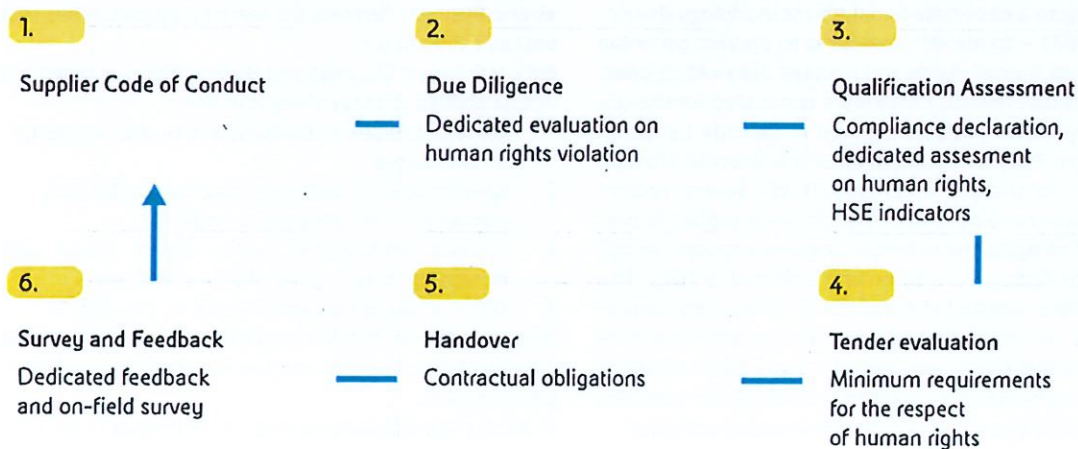 1.
Supplier Code of Conduct
2.
Due Diligence
Dedicated evaluation on
human rights violation
3.
Qualification Assessment
Compliance declaration,
dedicated assesment
on human rights,
HSE indicators
4.
Tender evaluation
Minimum requirements
for the respect
of human rights
5.
Handover
Contractual obligations
6.
Survey and Feedback
Dedicated feedback
and on-field survey